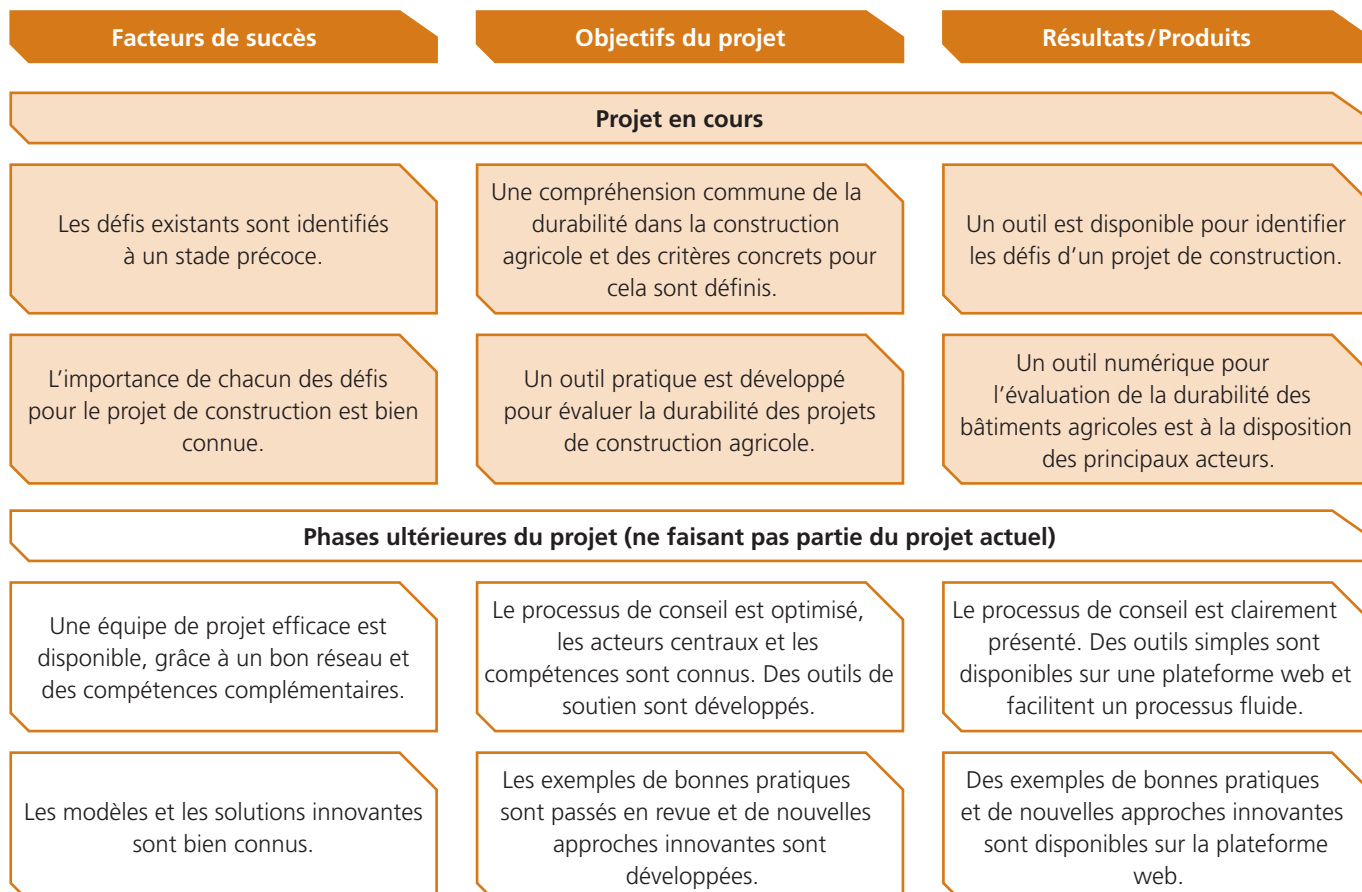 Facteurs de succès
Objectifs du projet
Résultats/Produits
Projet en cours
Les défis existants sont identifiés
à un stade précoce.
Une compréhension commune de la
durabilité dans la construction
agricole et des critères concrets pour
cela sont définis.
Un outil est disponible pour identifier
les défis d’un projet de construction.
L’importance de chacun des défis
pour le projet de construction est bien
connue.
Un outil pratique est développé
pour évaluer la durabilité des projets
de construction agricole.
Un outil numérique pour
l’évaluation de la durabilité des
bâtiments agricoles est à la disposition
des principaux acteurs.
Phases ultérieures du projet (ne faisant pas partie du projet actuel)
Une équipe de projet efficace est
disponible, grâce à un bon réseau et
des compétences complémentaires.
Le processus de conseil est optimisé,
les acteurs centraux et les
compétences sont connus. Des outils de
soutien sont développés.
Le processus de conseil est clairement
présenté. Des outils simples sont
disponibles sur une plateforme web et
facilitent un processus fluide.
Les modèles et les solutions innovantes
sont bien connus.
Les exemples de bonnes pratiques
sont passés en revue et de nouvelles
approches innovantes sont
développées.
Des exemples de bonnes pratiques
et de nouvelles approches innovantes
sont disponibles sur la plateforme
web.